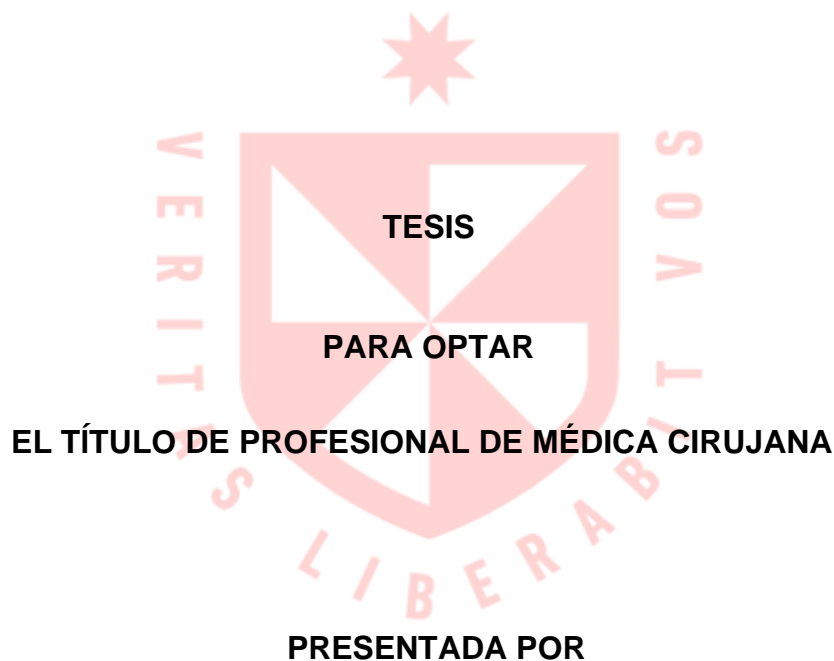 VERITAS LIBERABIT VOS
TESIS
PARA OPTAR
EL TÍTULO DE PROFESIONAL DE MÉDICA CIRUJANA
PRESENTADA POR